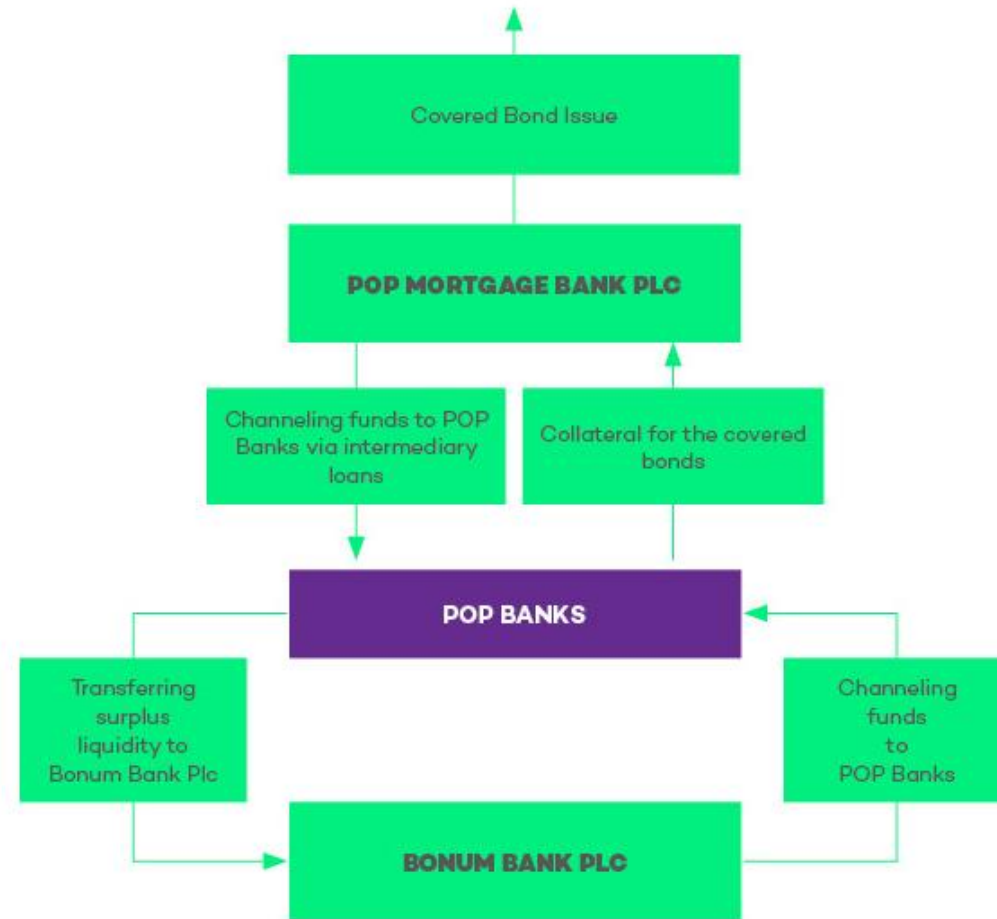 Covered Bond Issue
POP MORTGAGE BANK PLC
Channeling funds to POP
Banks via intermediary
loans
Collateral for the covered
bonds
POP BANKS
Transferring
surplus
liquidity to
Bonum Bank Plc
Channeling
funds
to
POP Banks
BONUM BANK PLC